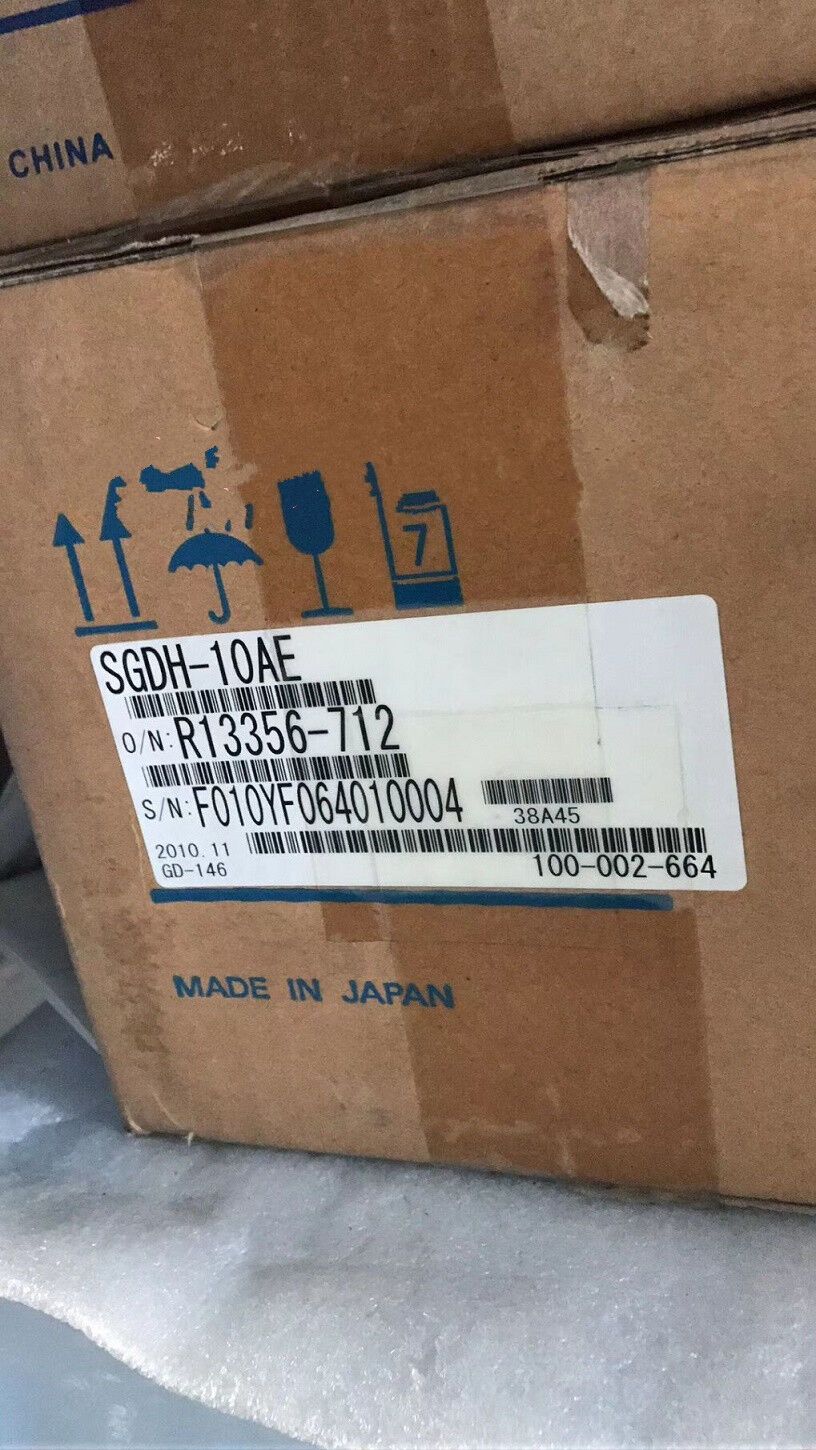 CHINA
7
SGDH-10AE
O/N: R13356-712
S/N: F010YF064010004
38A45
2010.11
GD-146
100-002-664
MADE IN JAPAN